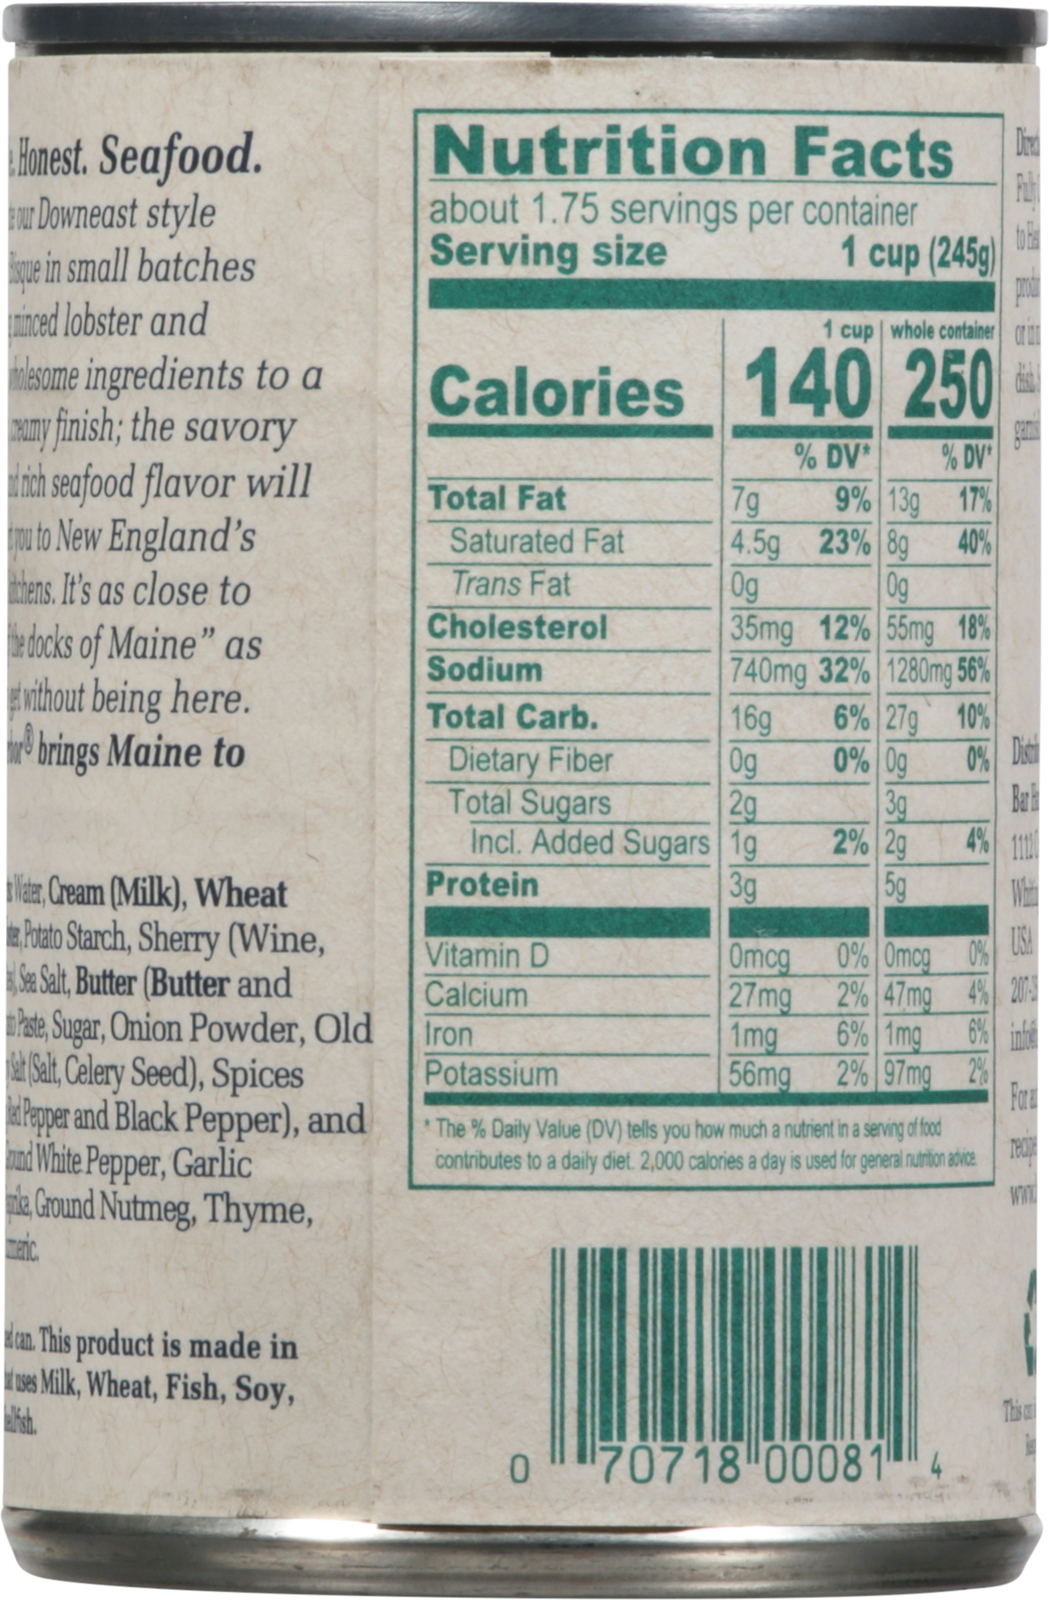 Honest. Seafood.
our Downeast style
in small batches
minced lobster and
ingredients to a
finish; the savory
rich seafood flavor will
you to New England's
It's as close to
the docks of Maine" as
without being here.
® brings Maine to
Water, Cream (Milk), Wheat
Potato Starch, Sherry (Wine,
Sea Salt, Butter (Butter and
Paste, Sugar, Onion Powder, Old
Salt (Salt, Celery Seed), Spices
Pepper and Black Pepper), and
White Pepper, Garlic
Ground Nutmeg, Thyme,
can. This product is made in
uses Milk, Wheat, Fish, Soy,
Nutrition Facts
about 1.75 servings per container
Serving size 1 cup (245g)
1 cup whole container
Calories 140 250
% DV* % DV*
Total Fat 7g 9% 13g 17%
Saturated Fat 4.5g 23% 8g 40%
Trans Fat 0g 0g
Cholesterol 35mg 12% 55mg 18%
Sodium 740mg 32% 1280mg 56%
Total Carb. 16g 6% 27g 10%
Dietary Fiber 0g 0% 0g 0%
Total Sugars 2g 3g
Incl. Added Sugars 1g 2% 2g 4%
Protein 3g 5g
Vitamin D 0mcg 0% 0mcg 0%
Calcium 27mg 2% 47mg 4%
Iron 1mg 6% 1mg 6%
Potassium 56mg 2% 97mg 2%
* The % Daily Value (DV) tells you how much a nutrient in a serving of food
contributes to a daily diet. 2,000 calories a day is used for general nutrition advice.
0 70718 00081 4
to
or in
Bar
USA
For
This